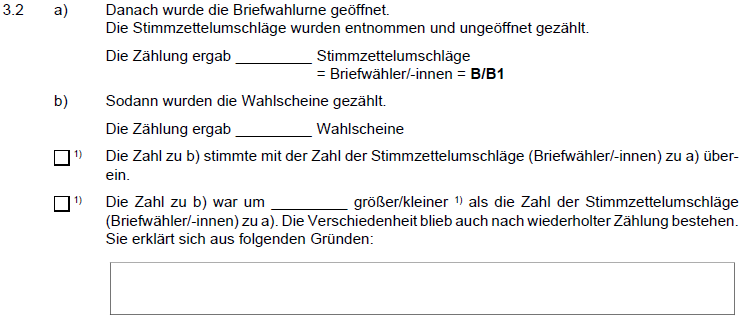 3.2 a) Danach wurde die Briefwahlurne geöffnet.
Die Stimmzettelumschläge wurden entnommen und ungeöffnet gezählt.
Die Zählung ergab _________ Stimmzettelumschläge
= Briefwähler/-innen = B/B1
b) Sodann wurden die Wahlscheine gezählt.
Die Zählung ergab _________ Wahlscheine
☐ 1) Die Zahl zu b) stimmte mit der Zahl der Stimmzettelumschläge (Briefwähler/-innen) zu a) über-
ein.
☐ 1) Die Zahl zu b) war um _________ größer/kleiner 1) als die Zahl der Stimmzettelumschläge
(Briefwähler/-innen) zu a). Die Verschiedenheit blieb auch nach wiederholter Zählung bestehen.
Sie erklärt sich aus folgenden Gründen: